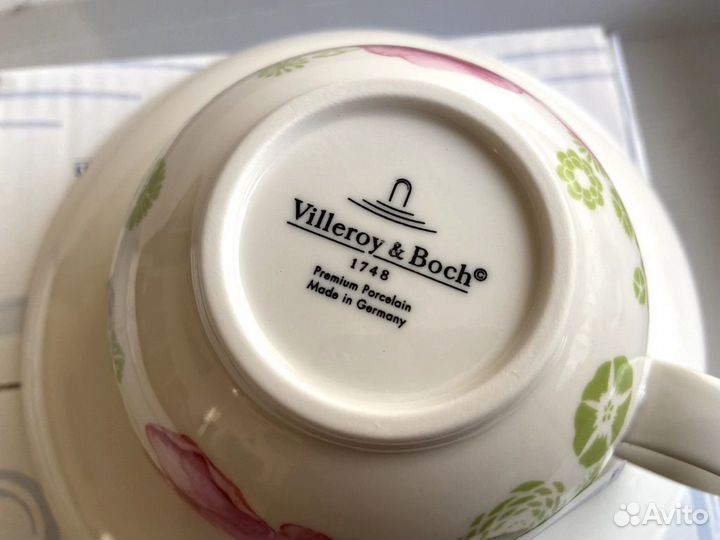 Villeroy & Boch©
1748
Premium Porcelain
Made in Germany
Avito